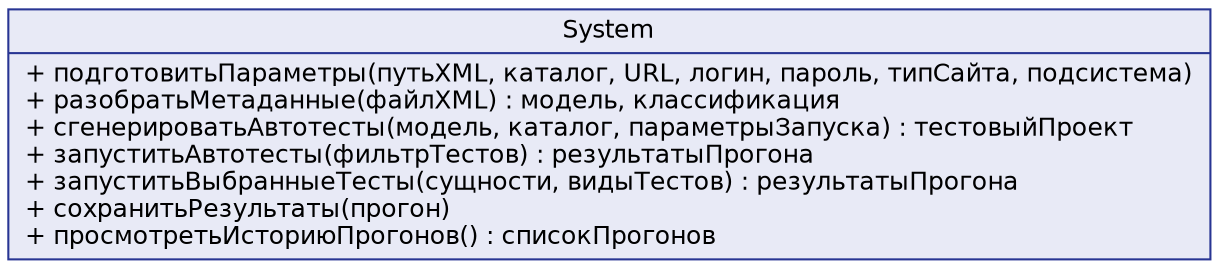 System
+ подготовитьПараметры(путьXML, каталог, URL, логин, пароль, типСайта, подсистема)
+ разобратьМетаданные(файлXML) : модель, классификация
+ сгенерироватьАвтотесты(модель, каталог, параметрыЗапуска) : тестовыйПроект
+ запуститьАвтотесты(фильтрТестов) : результатыПрогона
+ запуститьВыбранныеТесты(сущности, видыТестов) : результатыПрогона
+ сохранитьРезультаты(прогон)
+ просмотретьИсториюПрогонов() : списокПрогонов